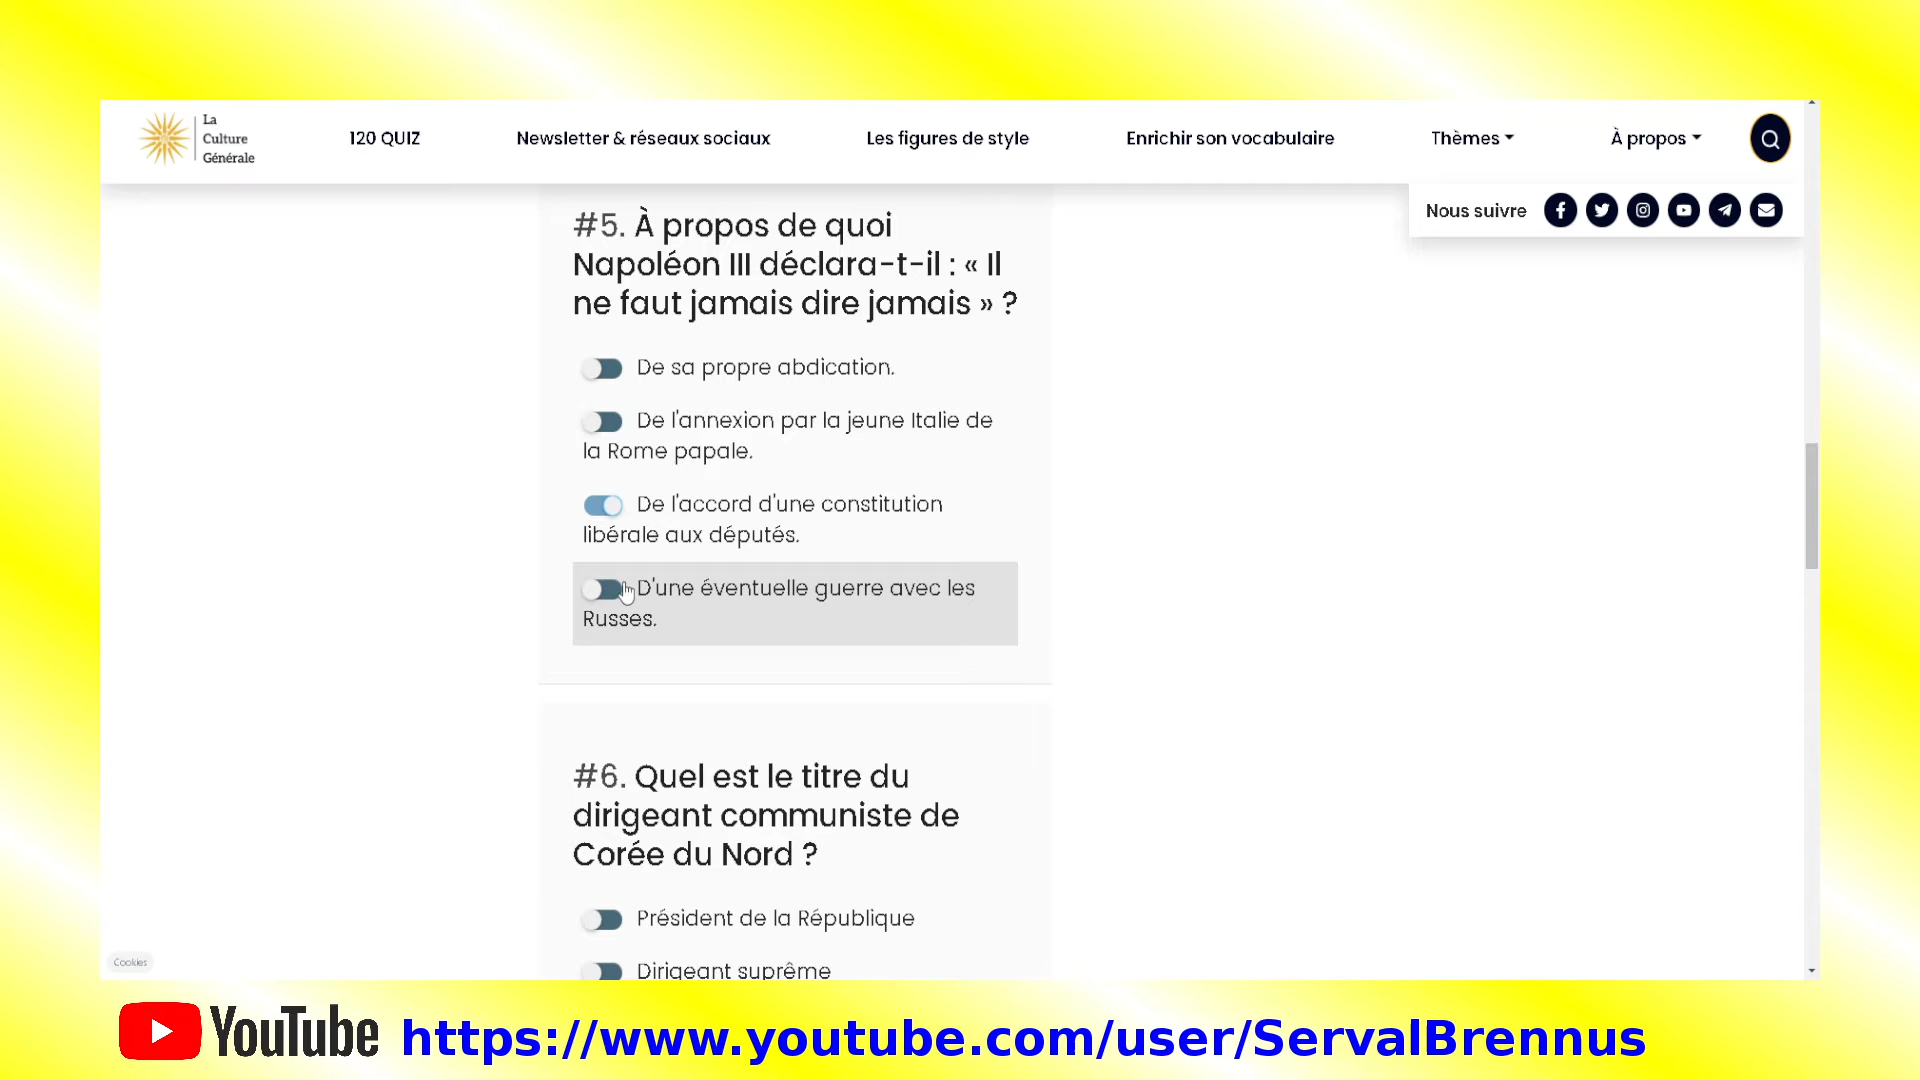 La
Culture
Générale
120 QUIZ
Newsletter & réseaux sociaux
Les figures de style
Enrichir son vocabulaire
Thèmes
À propos
Nous suivre
#5. À propos de quoi
Napoléon III déclara-t-il : « Il
ne faut jamais dire jamais » ?
De sa propre abdication.
De l'annexion par la jeune Italie de
la Rome papale.
De l'accord d'une constitution
libérale aux députés.
D'une éventuelle guerre avec les
Russes.
#6. Quel est le titre du
dirigeant communiste de
Corée du Nord ?
Président de la République
Dirigeant suprême
Cookies
YouTube https://www.youtube.com/user/ServalBrennus